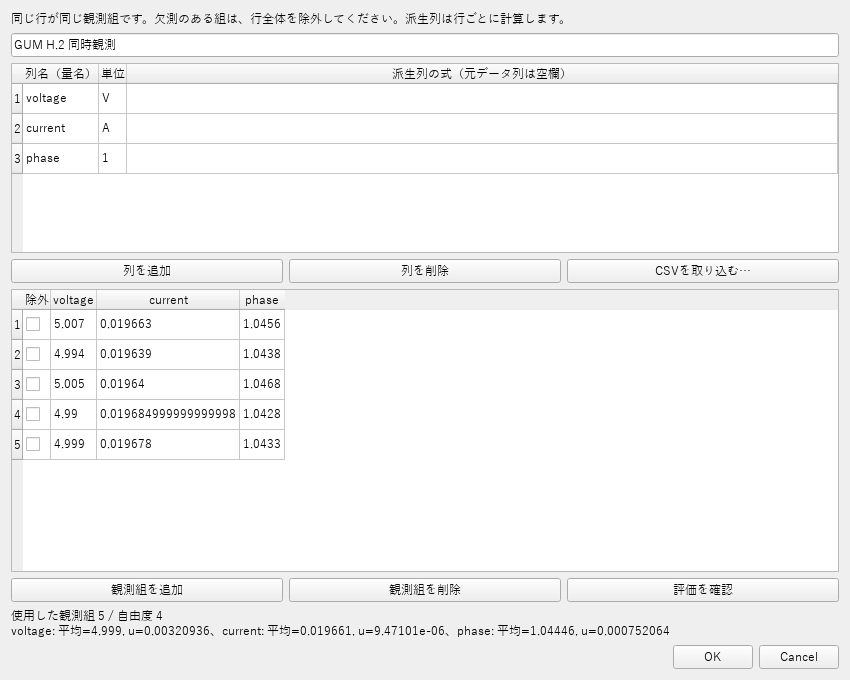 同じ行が同じ観測組です。欠測のある組は、行全体を除外してください。派生列は行ごとに計算します。
GUM H.2 同時観測
列名（量名） 単位 派生列の式（元データ列は空欄）
1 voltage V
2 current A
3 phase 1
列を追加 列を削除 CSVを取り込む…
除外 voltage current phase
1 5.007 0.019663 1.0456
2 4.994 0.019639 1.0438
3 5.005 0.01964 1.0468
4 4.99 0.019684999999999998 1.0428
5 4.999 0.019678 1.0433
観測組を追加 観測組を削除 評価を確認
使用した観測組 5 / 自由度 4
voltage: 平均=4.999, u=0.00320936、current: 平均=0.019661, u=9.47101e-06、phase: 平均=1.04446, u=0.000752064
OK Cancel